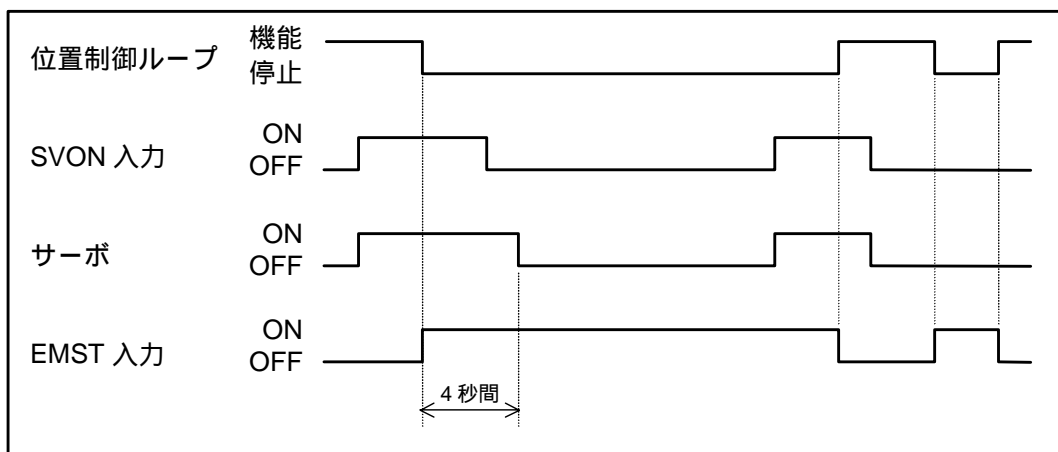 位置制御ループ 機能
停止
SVON 入力 ON
OFF
サーボ ON
OFF
EMST 入力 ON
OFF
4 秒間